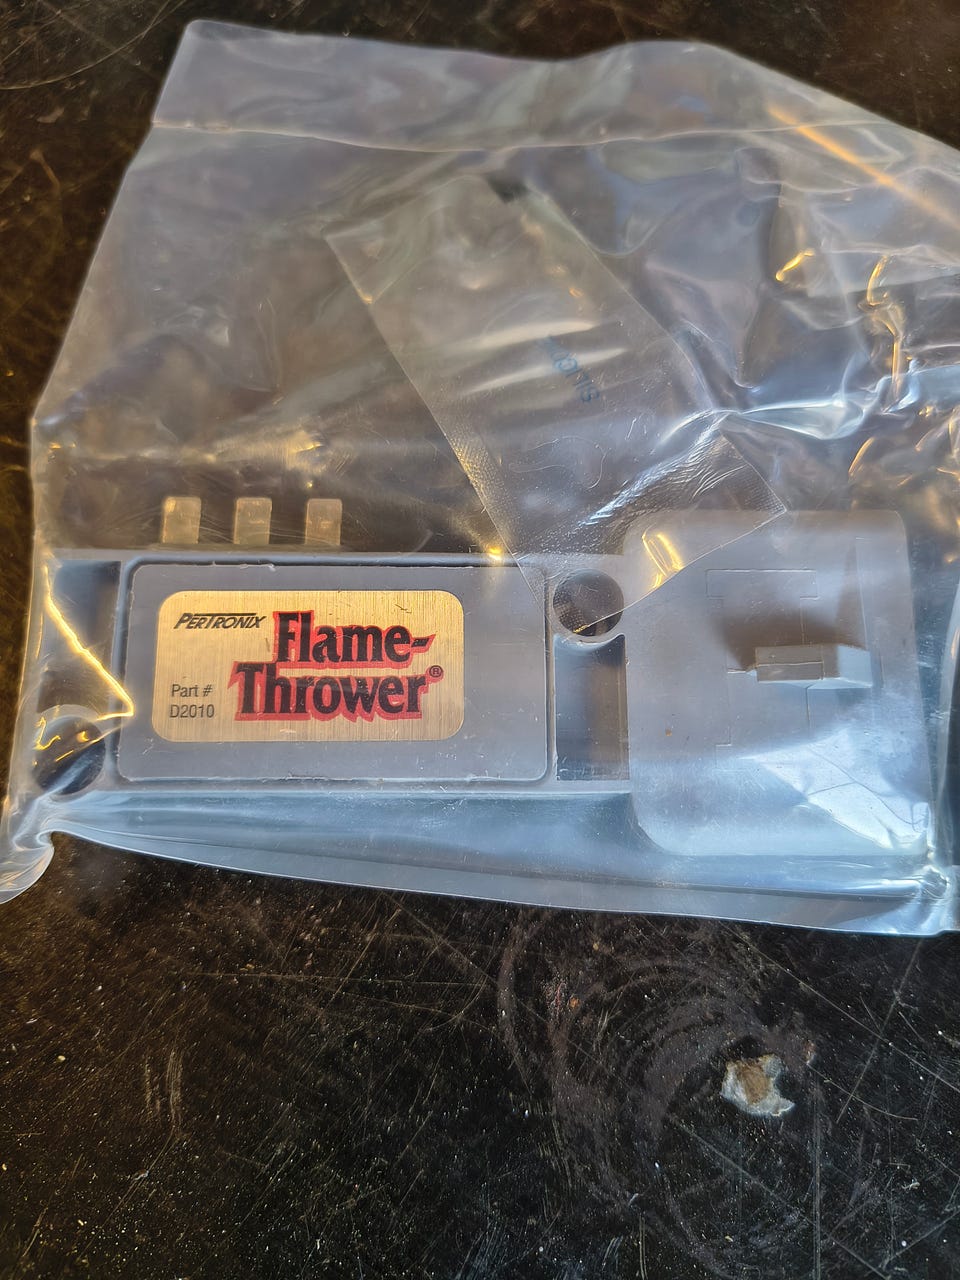 PERTRONIX
Flame-
Thrower®
Part #
D2010